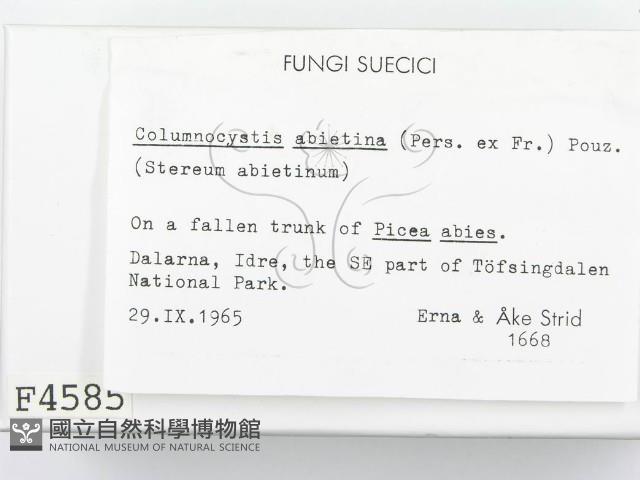 FUNGI SUECICI
Columnocystis abietina (Pers. ex Fr.) Pouz.
(Stereum abietinum)
On a fallen trunk of Picea abies.
Dalarna, Idre, the SE part of Töfsingdalen
National Park.
29.IX.1965
Erna & Åke Strid
1668
F4585
國立自然科學博物館
NATIONAL MUSEUM OF NATURAL SCIENCE